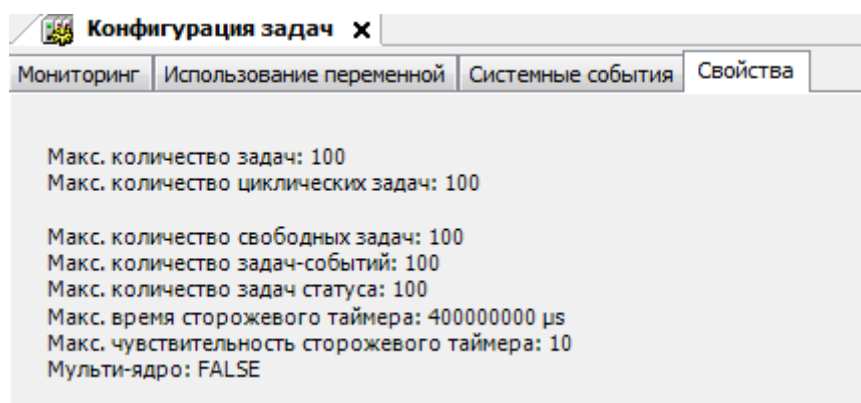 Конфигурация задач x
Мониторинг Использование переменной Системные события Свойства
Макс. количество задач: 100
Макс. количество циклических задач: 100
Макс. количество свободных задач: 100
Макс. количество задач-событий: 100
Макс. количество задач статуса: 100
Макс. время сторожевого таймера: 400000000 µs
Макс. чувствительность сторожевого таймера: 10
Мульти-ядро: FALSE